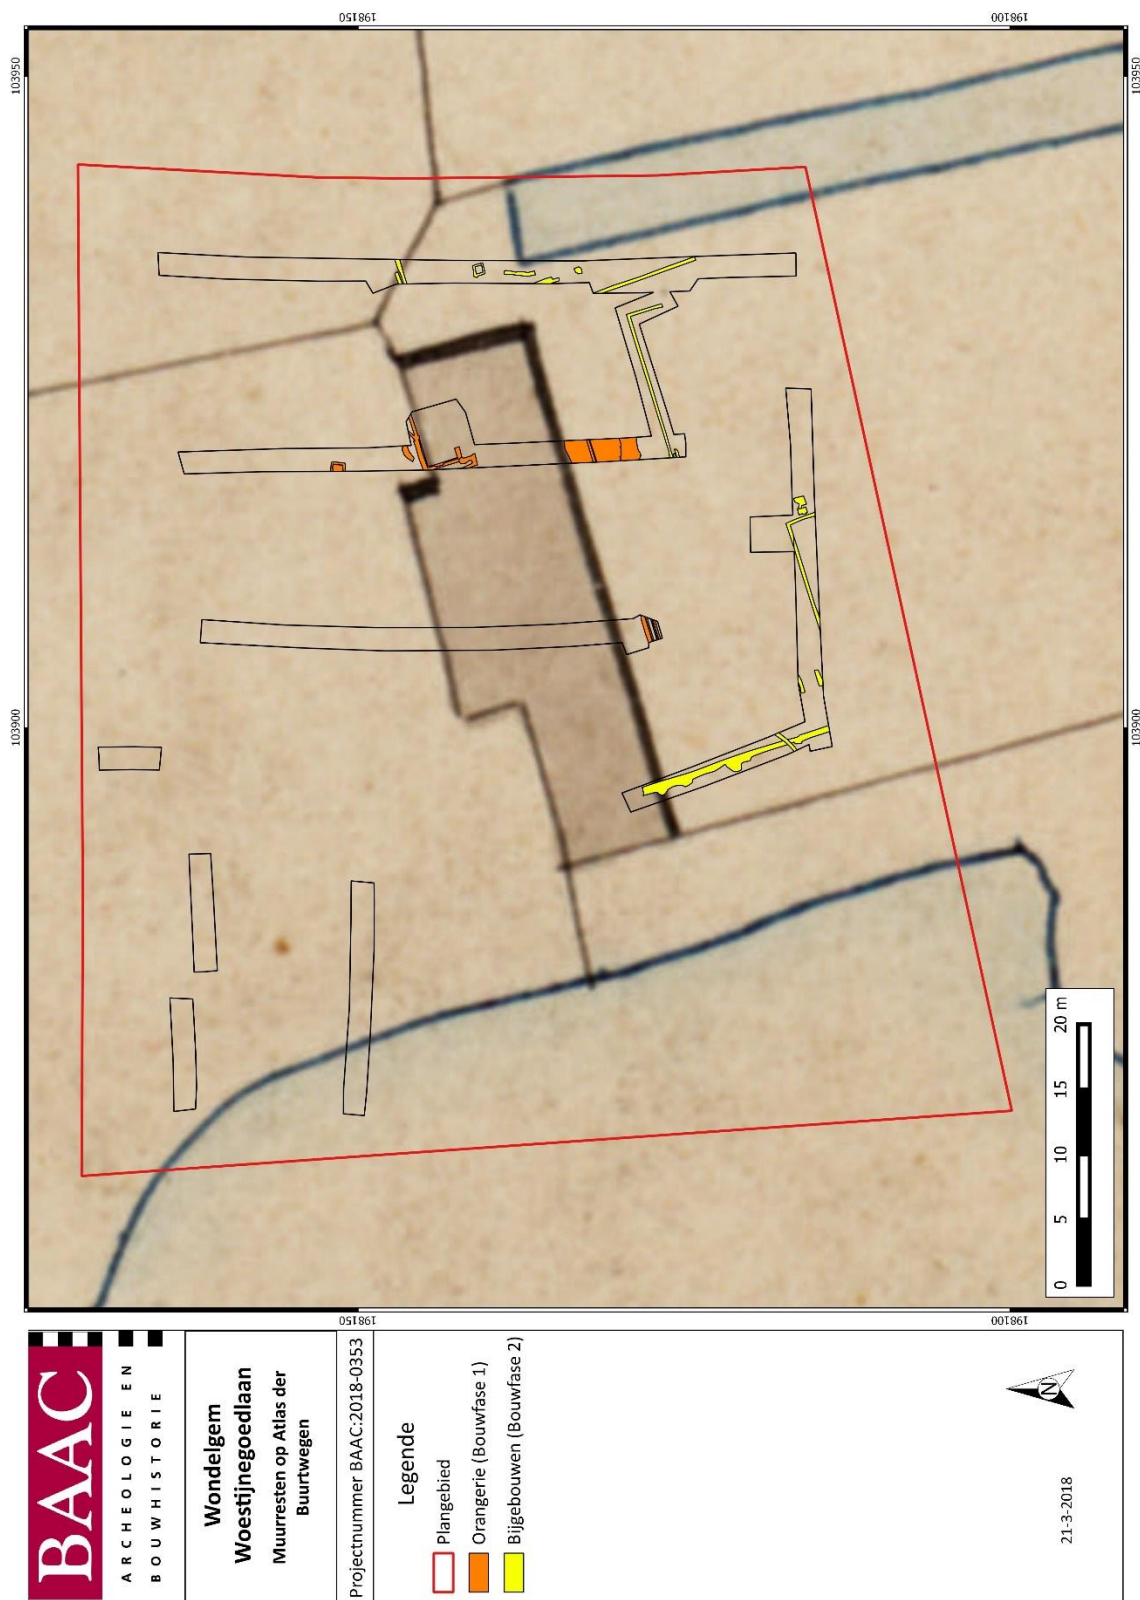 BAAC
ARCHEOLOGIE EN
BOUWHISTORIE
Wondelgem
Woestijnegoedlaan
Muurresten op Atlas der
Buurtwegen
Projectnummer BAAC:2018-0353
Legende
Plangebied
Orangerie (Bouwfase 1)
Bijgebouwen (Bouwfase 2)
N
21-3-2018
198150
198100
103950
103950
103900
103900
198150
198100
0 5 10 15 20 m